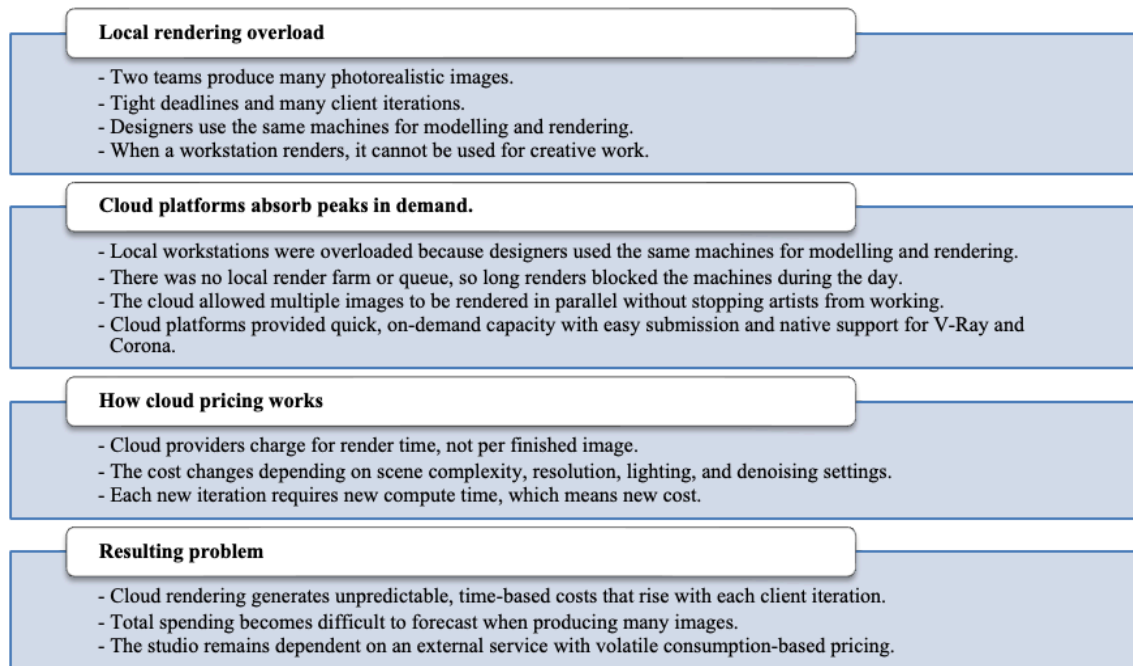 Local rendering overload
- Two teams produce many photorealistic images.
- Tight deadlines and many client iterations.
- Designers use the same machines for modelling and rendering.
- When a workstation renders, it cannot be used for creative work.
Cloud platforms absorb peaks in demand.
- Local workstations were overloaded because designers used the same machines for modelling and rendering.
- There was no local render farm or queue, so long renders blocked the machines during the day.
- The cloud allowed multiple images to be rendered in parallel without stopping artists from working.
- Cloud platforms provided quick, on-demand capacity with easy submission and native support for V-Ray and
Corona.
How cloud pricing works
- Cloud providers charge for render time, not per finished image.
- The cost changes depending on scene complexity, resolution, lighting, and denoising settings.
- Each new iteration requires new compute time, which means new cost.
Resulting problem
- Cloud rendering generates unpredictable, time-based costs that rise with each client iteration.
- Total spending becomes difficult to forecast when producing many images.
- The studio remains dependent on an external service with volatile consumption-based pricing.